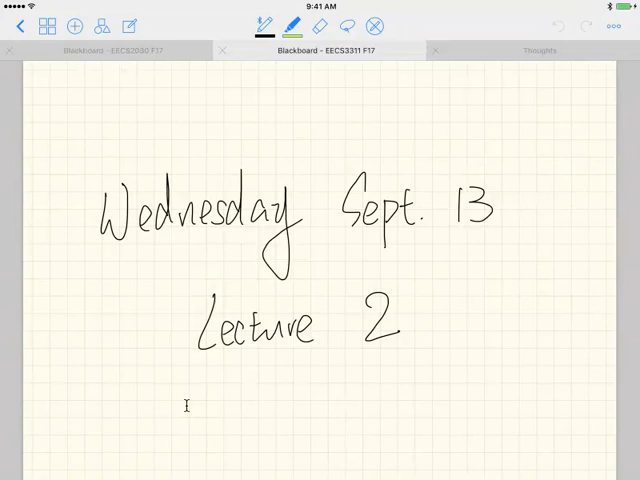 9:41 AM
Blackboard - EECS2030 F17
Blackboard - EECS3311 F17
Thoughts
Wednesday Sept. 13
Lecture 2